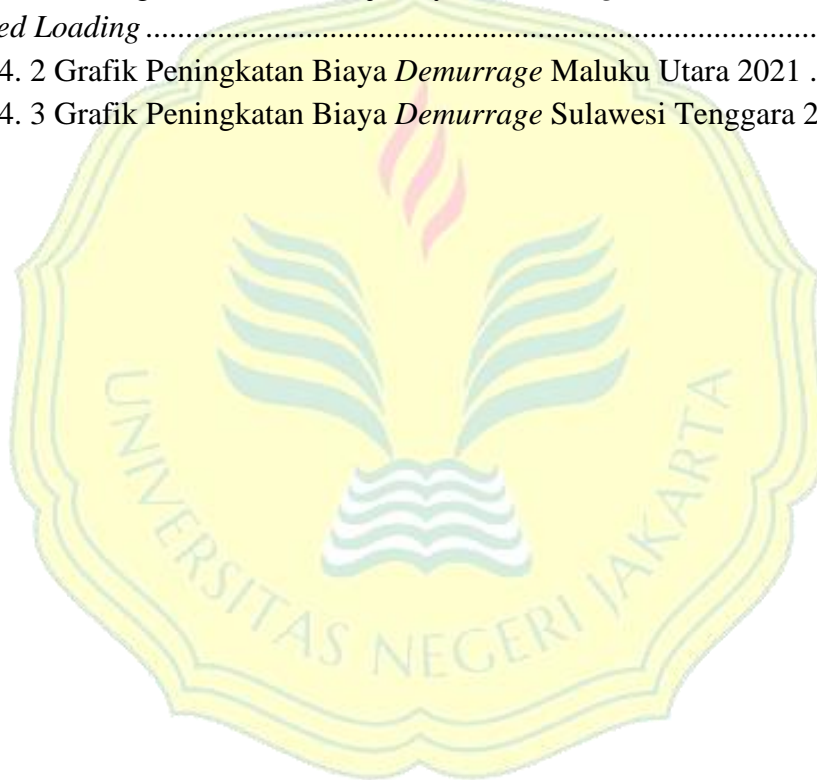 ed Loading ...................................................................................
4. 2 Grafik Peningkatan Biaya Demurrage Maluku Utara 2021 .
4. 3 Grafik Peningkatan Biaya Demurrage Sulawesi Tenggara 2
UNIVERSITAS NEGERI JAKARTA